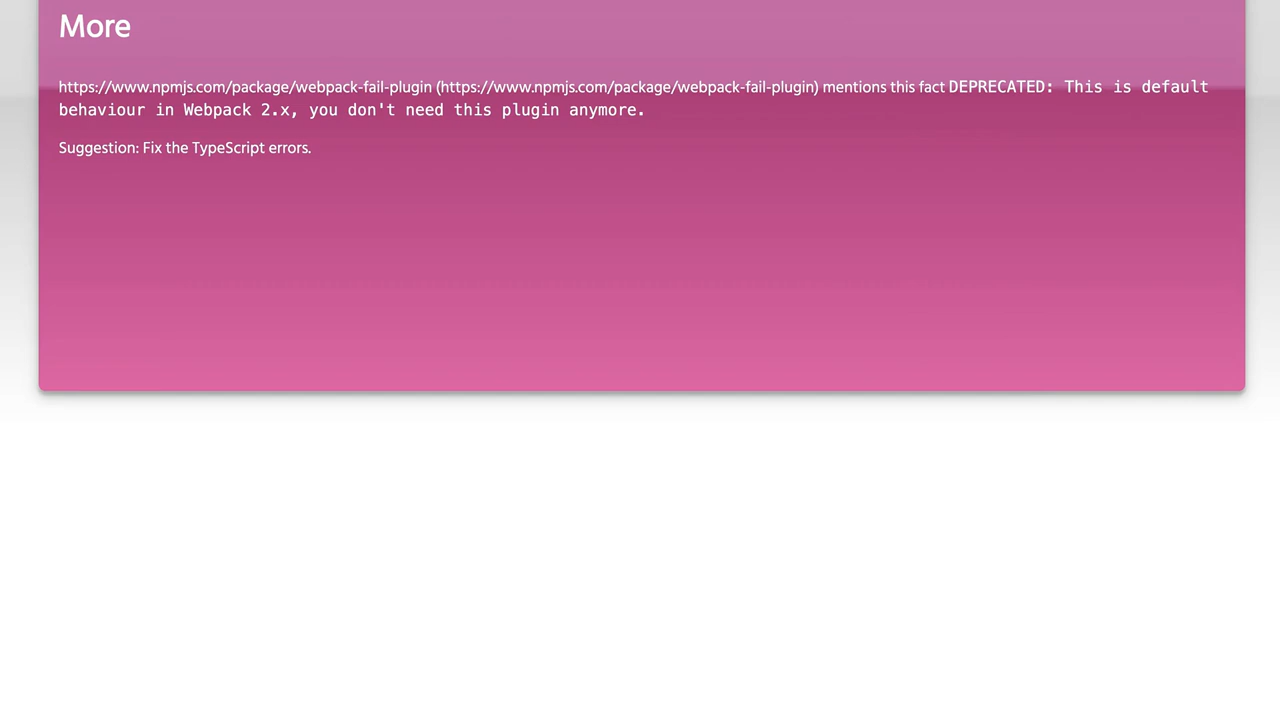 More
https://www.npmjs.com/package/webpack-fail-plugin (https://www.npmjs.com/package/webpack-fail-plugin) mentions this fact DEPRECATED: This is default
behaviour in Webpack 2.x, you don't need this plugin anymore.
Suggestion: Fix the TypeScript errors.